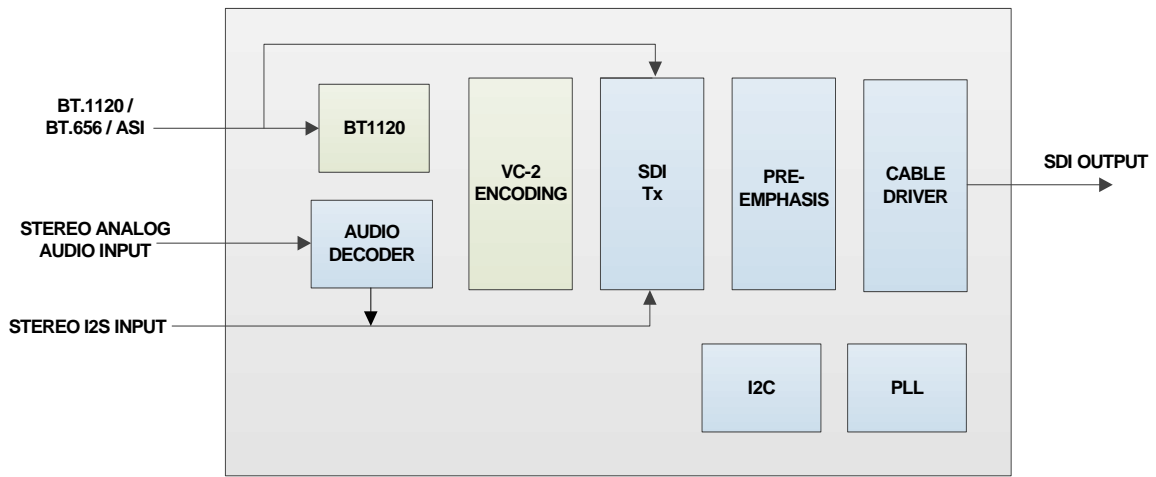 BT.1120 /
BT.656 / ASI
BT1120
VC-2
ENCODING
SDI
Tx
PRE-
EMPHASIS
CABLE
DRIVER
SDI OUTPUT
STEREO ANALOG
AUDIO INPUT
AUDIO
DECODER
STEREO I2S INPUT
I2C
PLL